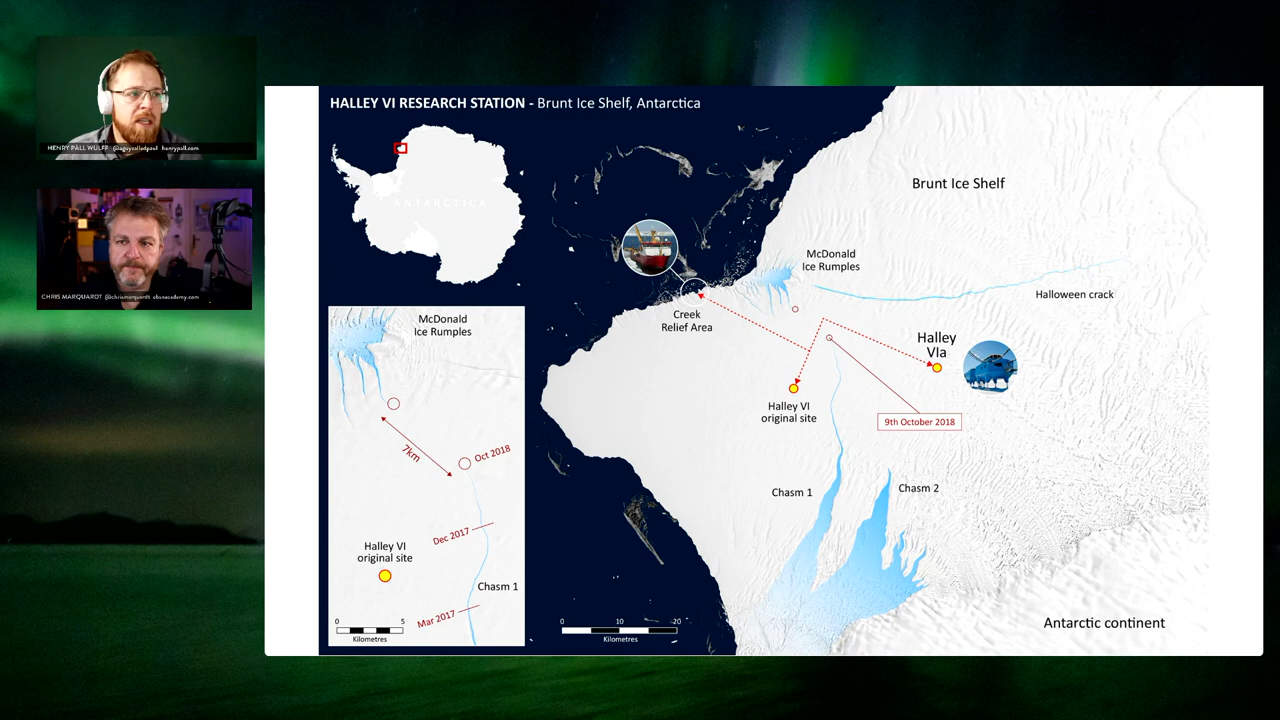 HENRY PALL WULFF @aguycalledpaul henrypall.com
CHRIS MARQUARDT @chrismarquardt obsnacademy.com
HALLEY VI RESEARCH STATION - Brunt Ice Shelf, Antarctica
ANTARCTICA
Brunt Ice Shelf
McDonald
Ice Rumples
Halloween crack
Creek
Relief Area
Halley
VIa
Halley VI
original site
9th October 2018
Chasm 1
Chasm 2
Antarctic continent
0 10 20
Kilometres
McDonald
Ice Rumples
7km
Oct 2018
Dec 2017
Halley VI
original site
Chasm 1
Mar 2017
0 5
Kilometres